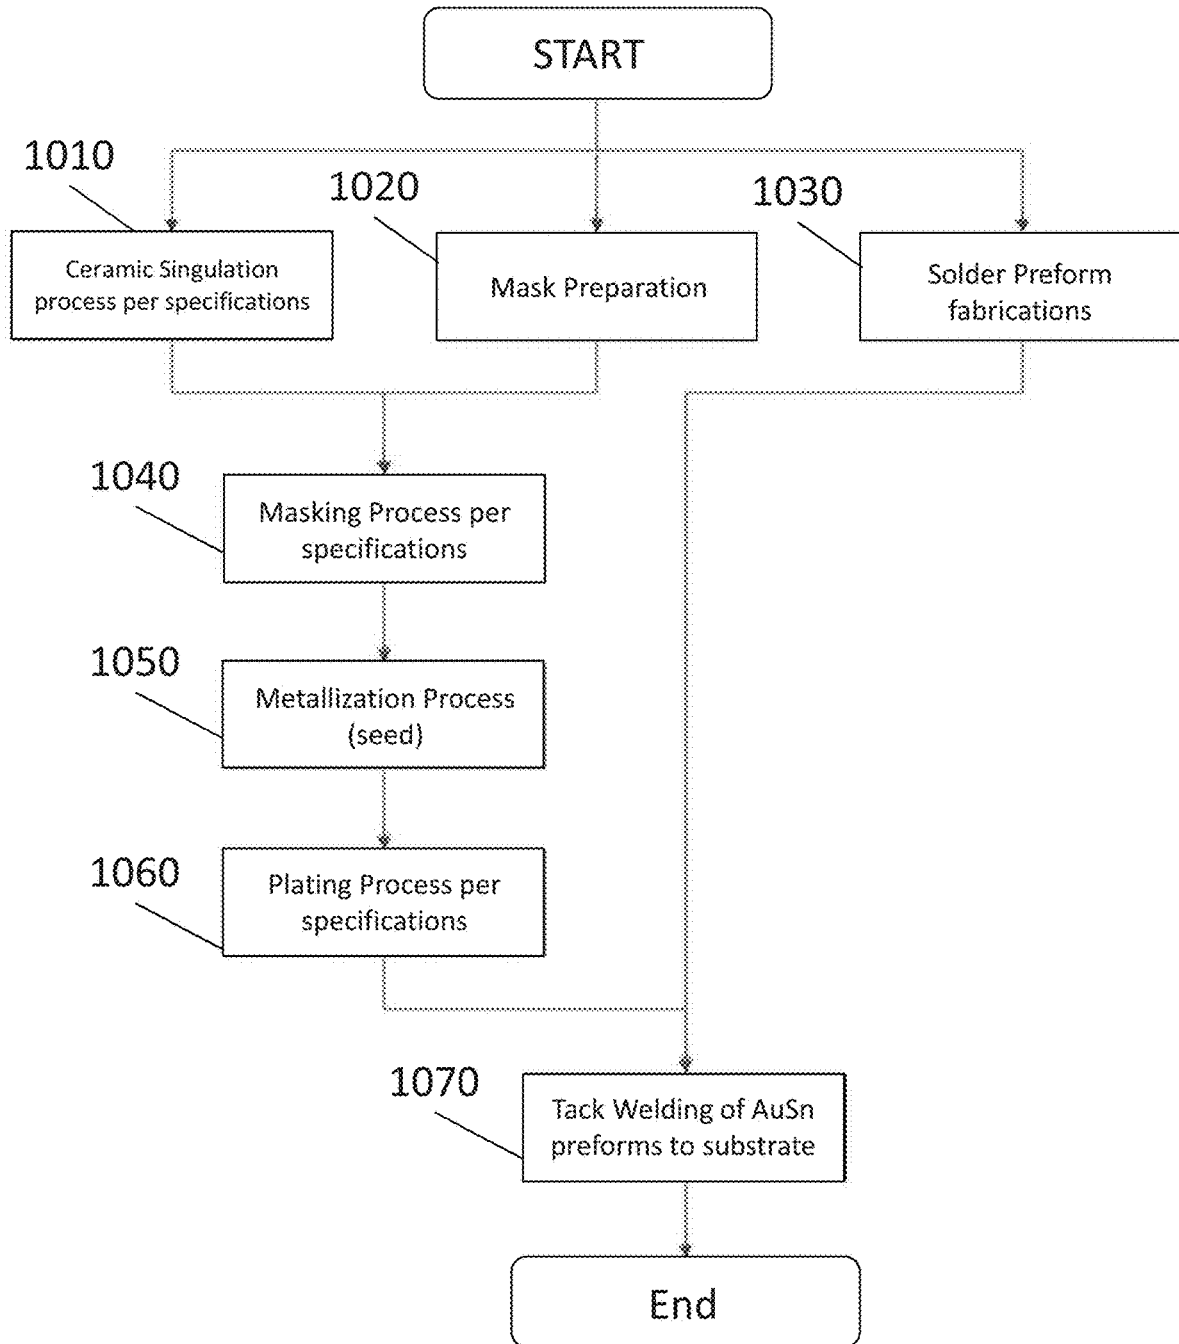 START
1010
1020
1030
Ceramic Singulation
process per specifications
Mask Preparation
Solder Preform
fabrications
1040
Masking Process per
specifications
1050
Metallization Process
(seed)
1060
Plating Process per
specifications
1070
Tack Welding of AuSn
preforms to substrate
End